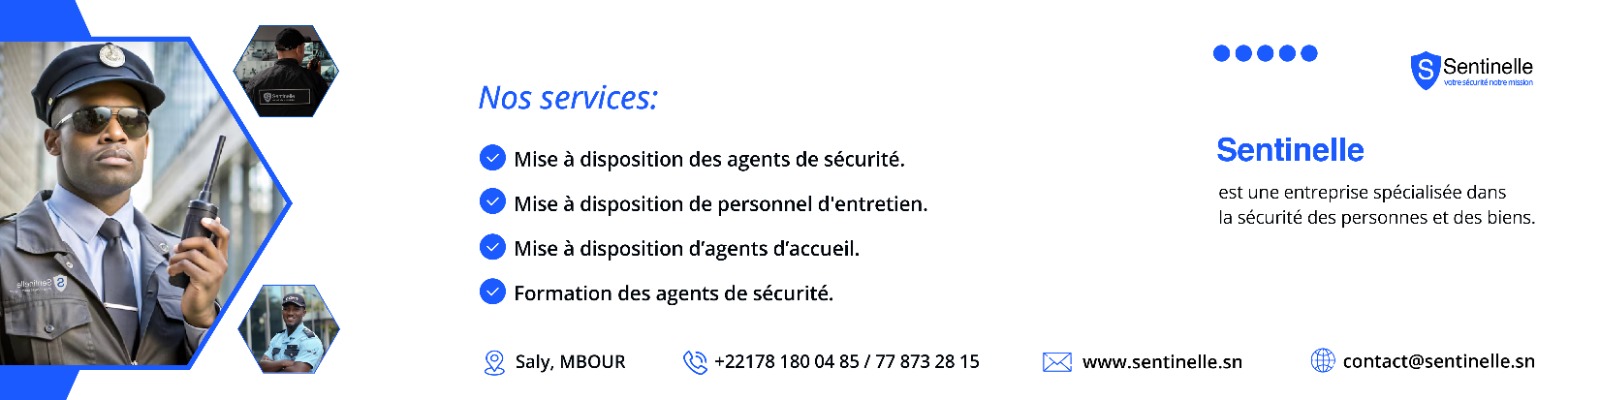 Nos services:
Mise à disposition des agents de sécurité.
Mise à disposition de personnel d'entretien.
Mise à disposition d’agents d’accueil.
Formation des agents de sécurité.
Saly, MBOUR
+22178 180 04 85 / 77 873 28 15
www.sentinelle.sn
contact@sentinelle.sn
S Sentinelle
votre sécurité notre mission
Sentinelle
est une entreprise spécialisée dans
la sécurité des personnes et des biens.
Sentinelle
S Sentinelle